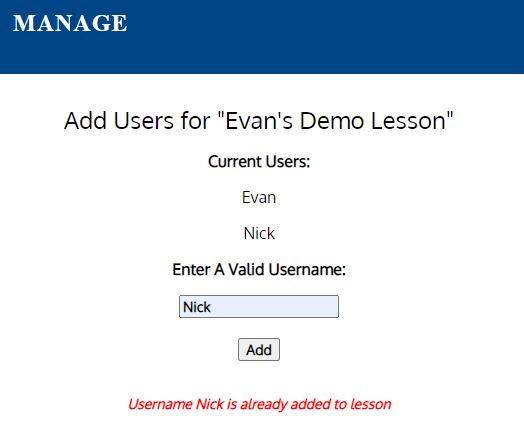 MANAGE
Add Users for "Evan's Demo Lesson"
Current Users:
Evan
Nick
Enter A Valid Username:
Nick
Add
Username Nick is already added to lesson